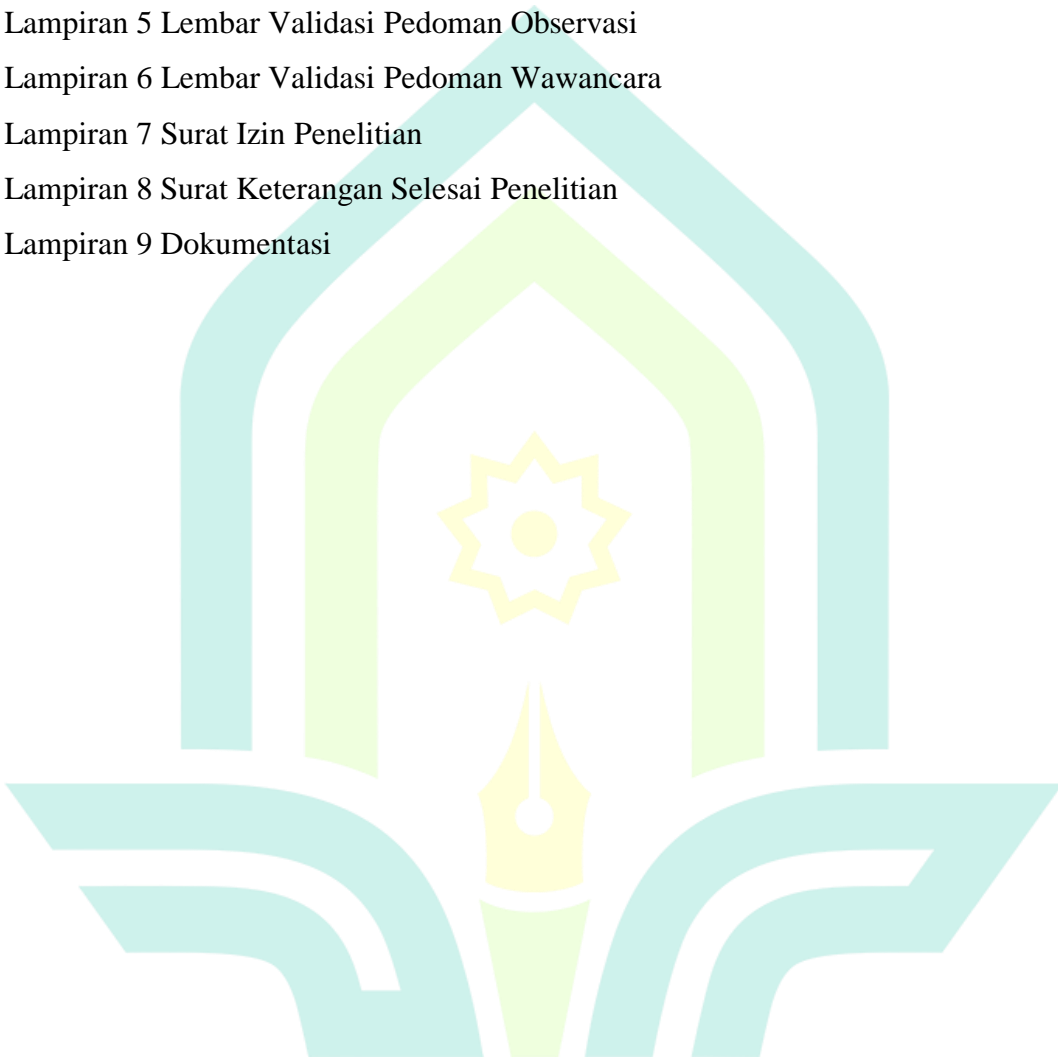 Lampiran 5 Lembar Validasi Pedoman Observasi
Lampiran 6 Lembar Validasi Pedoman Wawancara
Lampiran 7 Surat Izin Penelitian
Lampiran 8 Surat Keterangan Selesai Penelitian
Lampiran 9 Dokumentasi